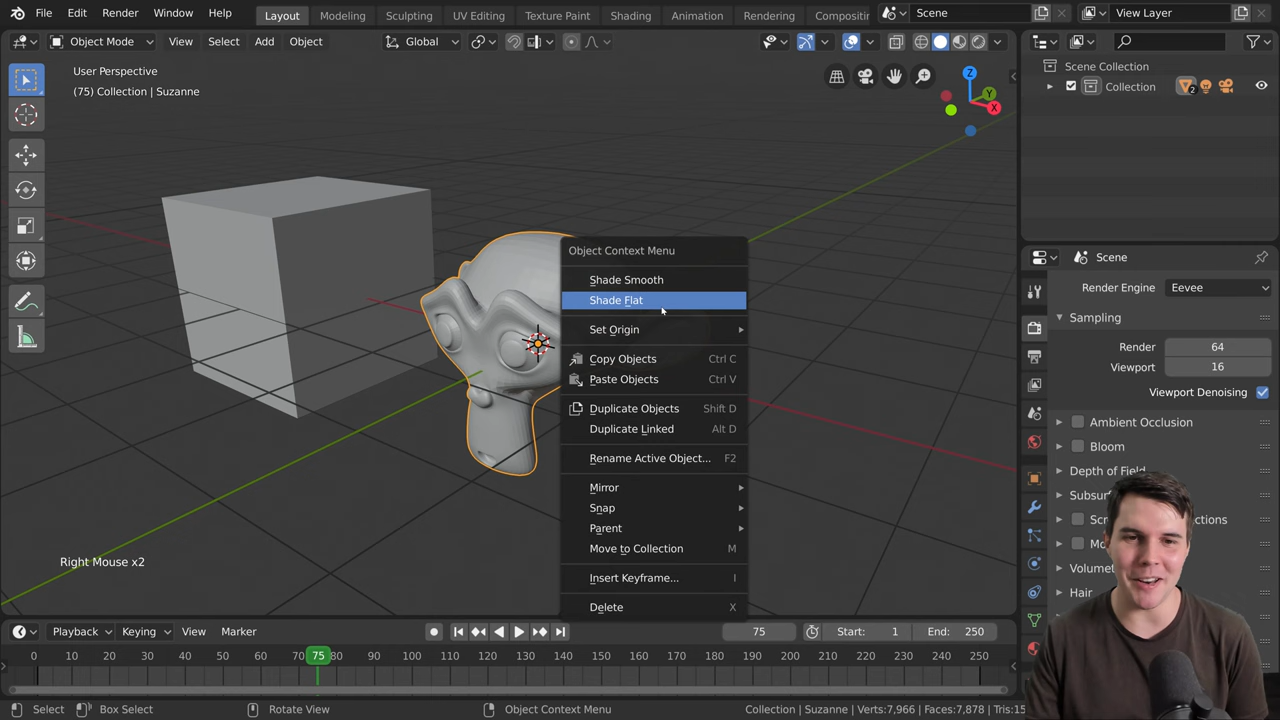 File Edit Render Window Help Layout Modeling Sculpting UV Editing Texture Paint Shading Animation Rendering Scene View Layer
Object Mode View Select Add Object Global
User Perspective
(75) Collection | Suzanne
Z
Y
X
Scene Collection
Collection 2
Object Context Menu
Shade Smooth
Shade Flat
Set Origin
Copy Objects Ctrl C
Paste Objects Ctrl V
Duplicate Objects Shift D
Duplicate Linked Alt D
Rename Active Object... F2
Mirror
Snap
Parent
Move to Collection M
Insert Keyframe... I
Delete X
Right Mouse x2
Scene
Render Engine Eevee
Sampling
Render 64
Viewport 16
Viewport Denoising
Ambient Occlusion
Bloom
Depth of Field
Hair
Playback Keying View Marker 75 Start: 1 End: 250
0 10 20 30 40 50 60 70 75 80 90 100 110 120 130 140 150 160 170 180 190 200 210 220 230 240 250
Select Box Select Rotate View Object Context Menu Collection | Suzanne | Verts:7,966 | Faces:7,878 |